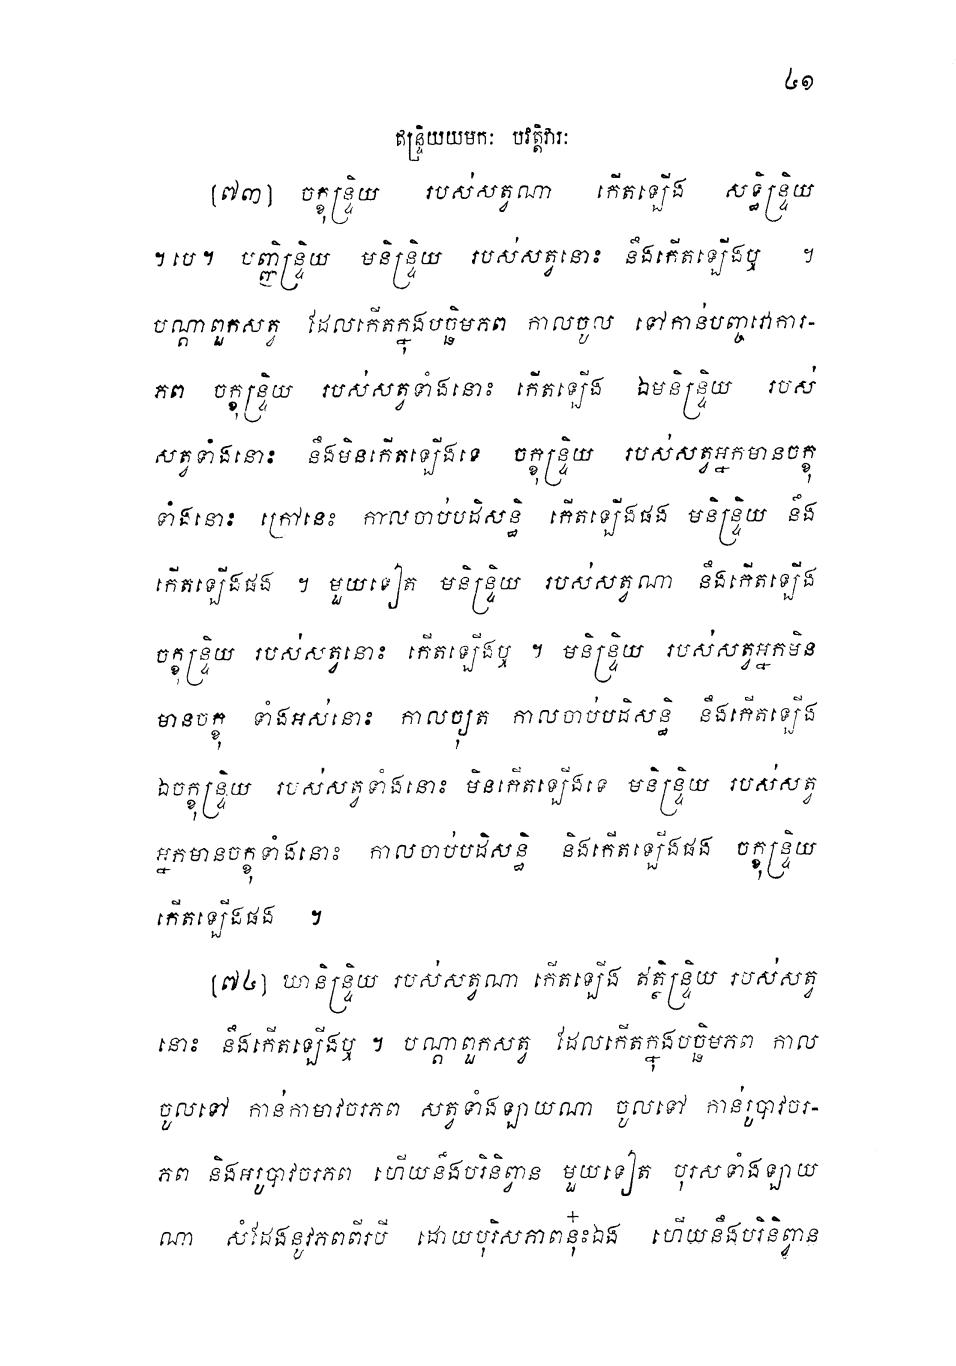 ៤១
ឥន្ទ្រិយយមកៈ បវត្តិវារៈ
(៧៣) ចក្ខុន្ទ្រិយ របស់សត្វណា កើតឡើង សទ្ធិន្ទ្រិយ
។បេ។ បញ្ញិន្ទ្រិយ មនិន្ទ្រិយ របស់សត្វនោះ នឹងកើតឡើងឬ ។
បណ្តាពួកសត្វ ដែលកើតក្នុងបច្ឆិមភព កាលចូល ទៅកាន់បញ្ចវោការ-
ភព ចក្ខុន្ទ្រិយ របស់សត្វទាំងនោះ កើតឡើង ឯមនិន្ទ្រិយ របស់
សត្វទាំងនោះ នឹងមិនកើតឡើងទេ ចក្ខុន្ទ្រិយ របស់សត្វអ្នកមានចក្ខុ
ទាំងនោះ ក្រៅនេះ កាលចាប់បដិសន្ធិ កើតឡើងផង មនិន្ទ្រិយ នឹង
កើតឡើងផង ។ មួយទៀត មនិន្ទ្រិយ របស់សត្វណា នឹងកើតឡើង
ចក្ខុន្ទ្រិយ របស់សត្វនោះ កើតឡើងឬ ។ មនិន្ទ្រិយ របស់សត្វអ្នកមិន
មានចក្ខុ ទាំងអស់នោះ កាលច្យុត កាលចាប់បដិសន្ធិ នឹងកើតឡើង
ឯចក្ខុន្ទ្រិយ របស់សត្វទាំងនោះ មិនកើតឡើងទេ មនិន្ទ្រិយ របស់សត្វ
អ្នកមានចក្ខុទាំងនោះ កាលចាប់បដិសន្ធិ នឹងកើតឡើងផង ចក្ខុន្ទ្រិយ
កើតឡើងផង ។
(៧៤) ឃានិន្ទ្រិយ របស់សត្វណា កើតឡើង ឥត្ថិន្ទ្រិយ របស់សត្វ
នោះ នឹងកើតឡើងឬ ។ បណ្តាពួកសត្វ ដែលកើតក្នុងបច្ឆិមភព កាល
ចូលទៅ កាន់កាមាវចរភព សត្វទាំងឡាយណា ចូលទៅ កាន់រូបាវចរ-
ភព និងអរូបាវចរភព ហើយនឹងបរិនិព្វាន មួយទៀត បុរសទាំងឡាយ
ណា សំដែងនូវភពពីរបី ដោយបុរិសភាពនុ៎ះឯង ហើយនឹងបរិនិព្វាន